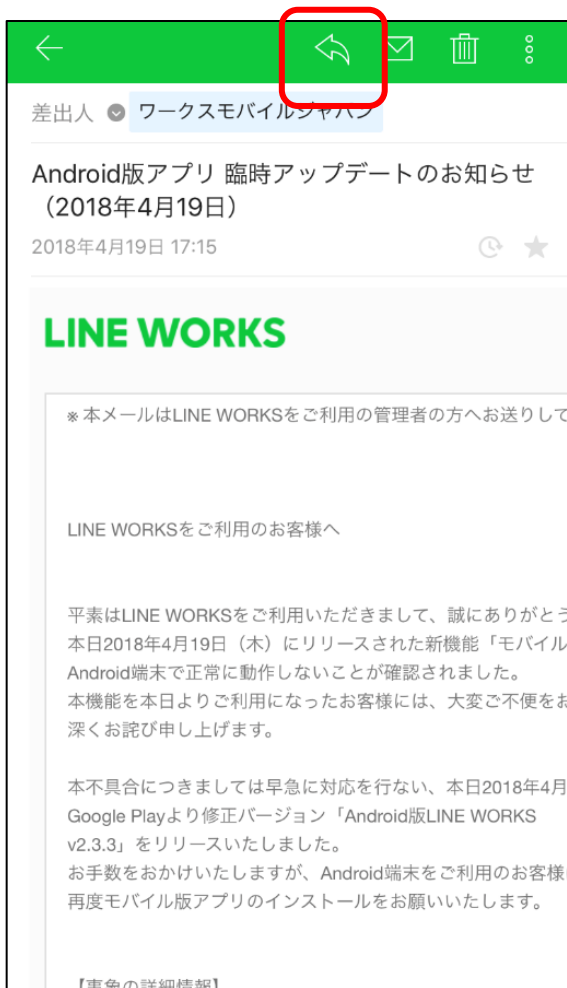 差出人 ワークスモバイルジャパン
Android版アプリ 臨時アップデートのお知らせ
（2018年4月19日）
2018年4月19日 17:15
LINE WORKS
※ 本メールはLINE WORKSをご利用の管理者の方へお送りして
LINE WORKSをご利用のお客様へ
平素はLINE WORKSをご利用いただきまして、誠にありがとう
本日2018年4月19日（木）にリリースされた新機能「モバイル
Android端末で正常に動作しないことが確認されました。
本機能を本日よりご利用になったお客様には、大変ご不便をお
深くお詫び申し上げます。
本不具合につきましては早急に対応を行ない、本日2018年4月
Google Playより修正バージョン「Android版LINE WORKS
v2.3.3」をリリースいたしました。
お手数をおかけいたしますが、Android端末をご利用のお客様
再度モバイル版アプリのインストールをお願いいたします。
【事象の詳細情報】